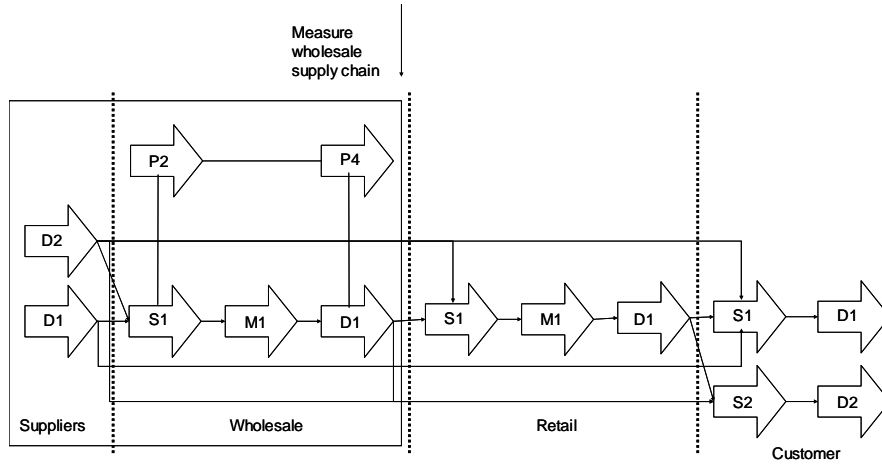 Measure
wholesale
supply chain
P2
P4
D2
D1
S1
M1
D1
S1
M1
D1
S1
D1
S2
D2
Suppliers
Wholesale
Retail
Customer